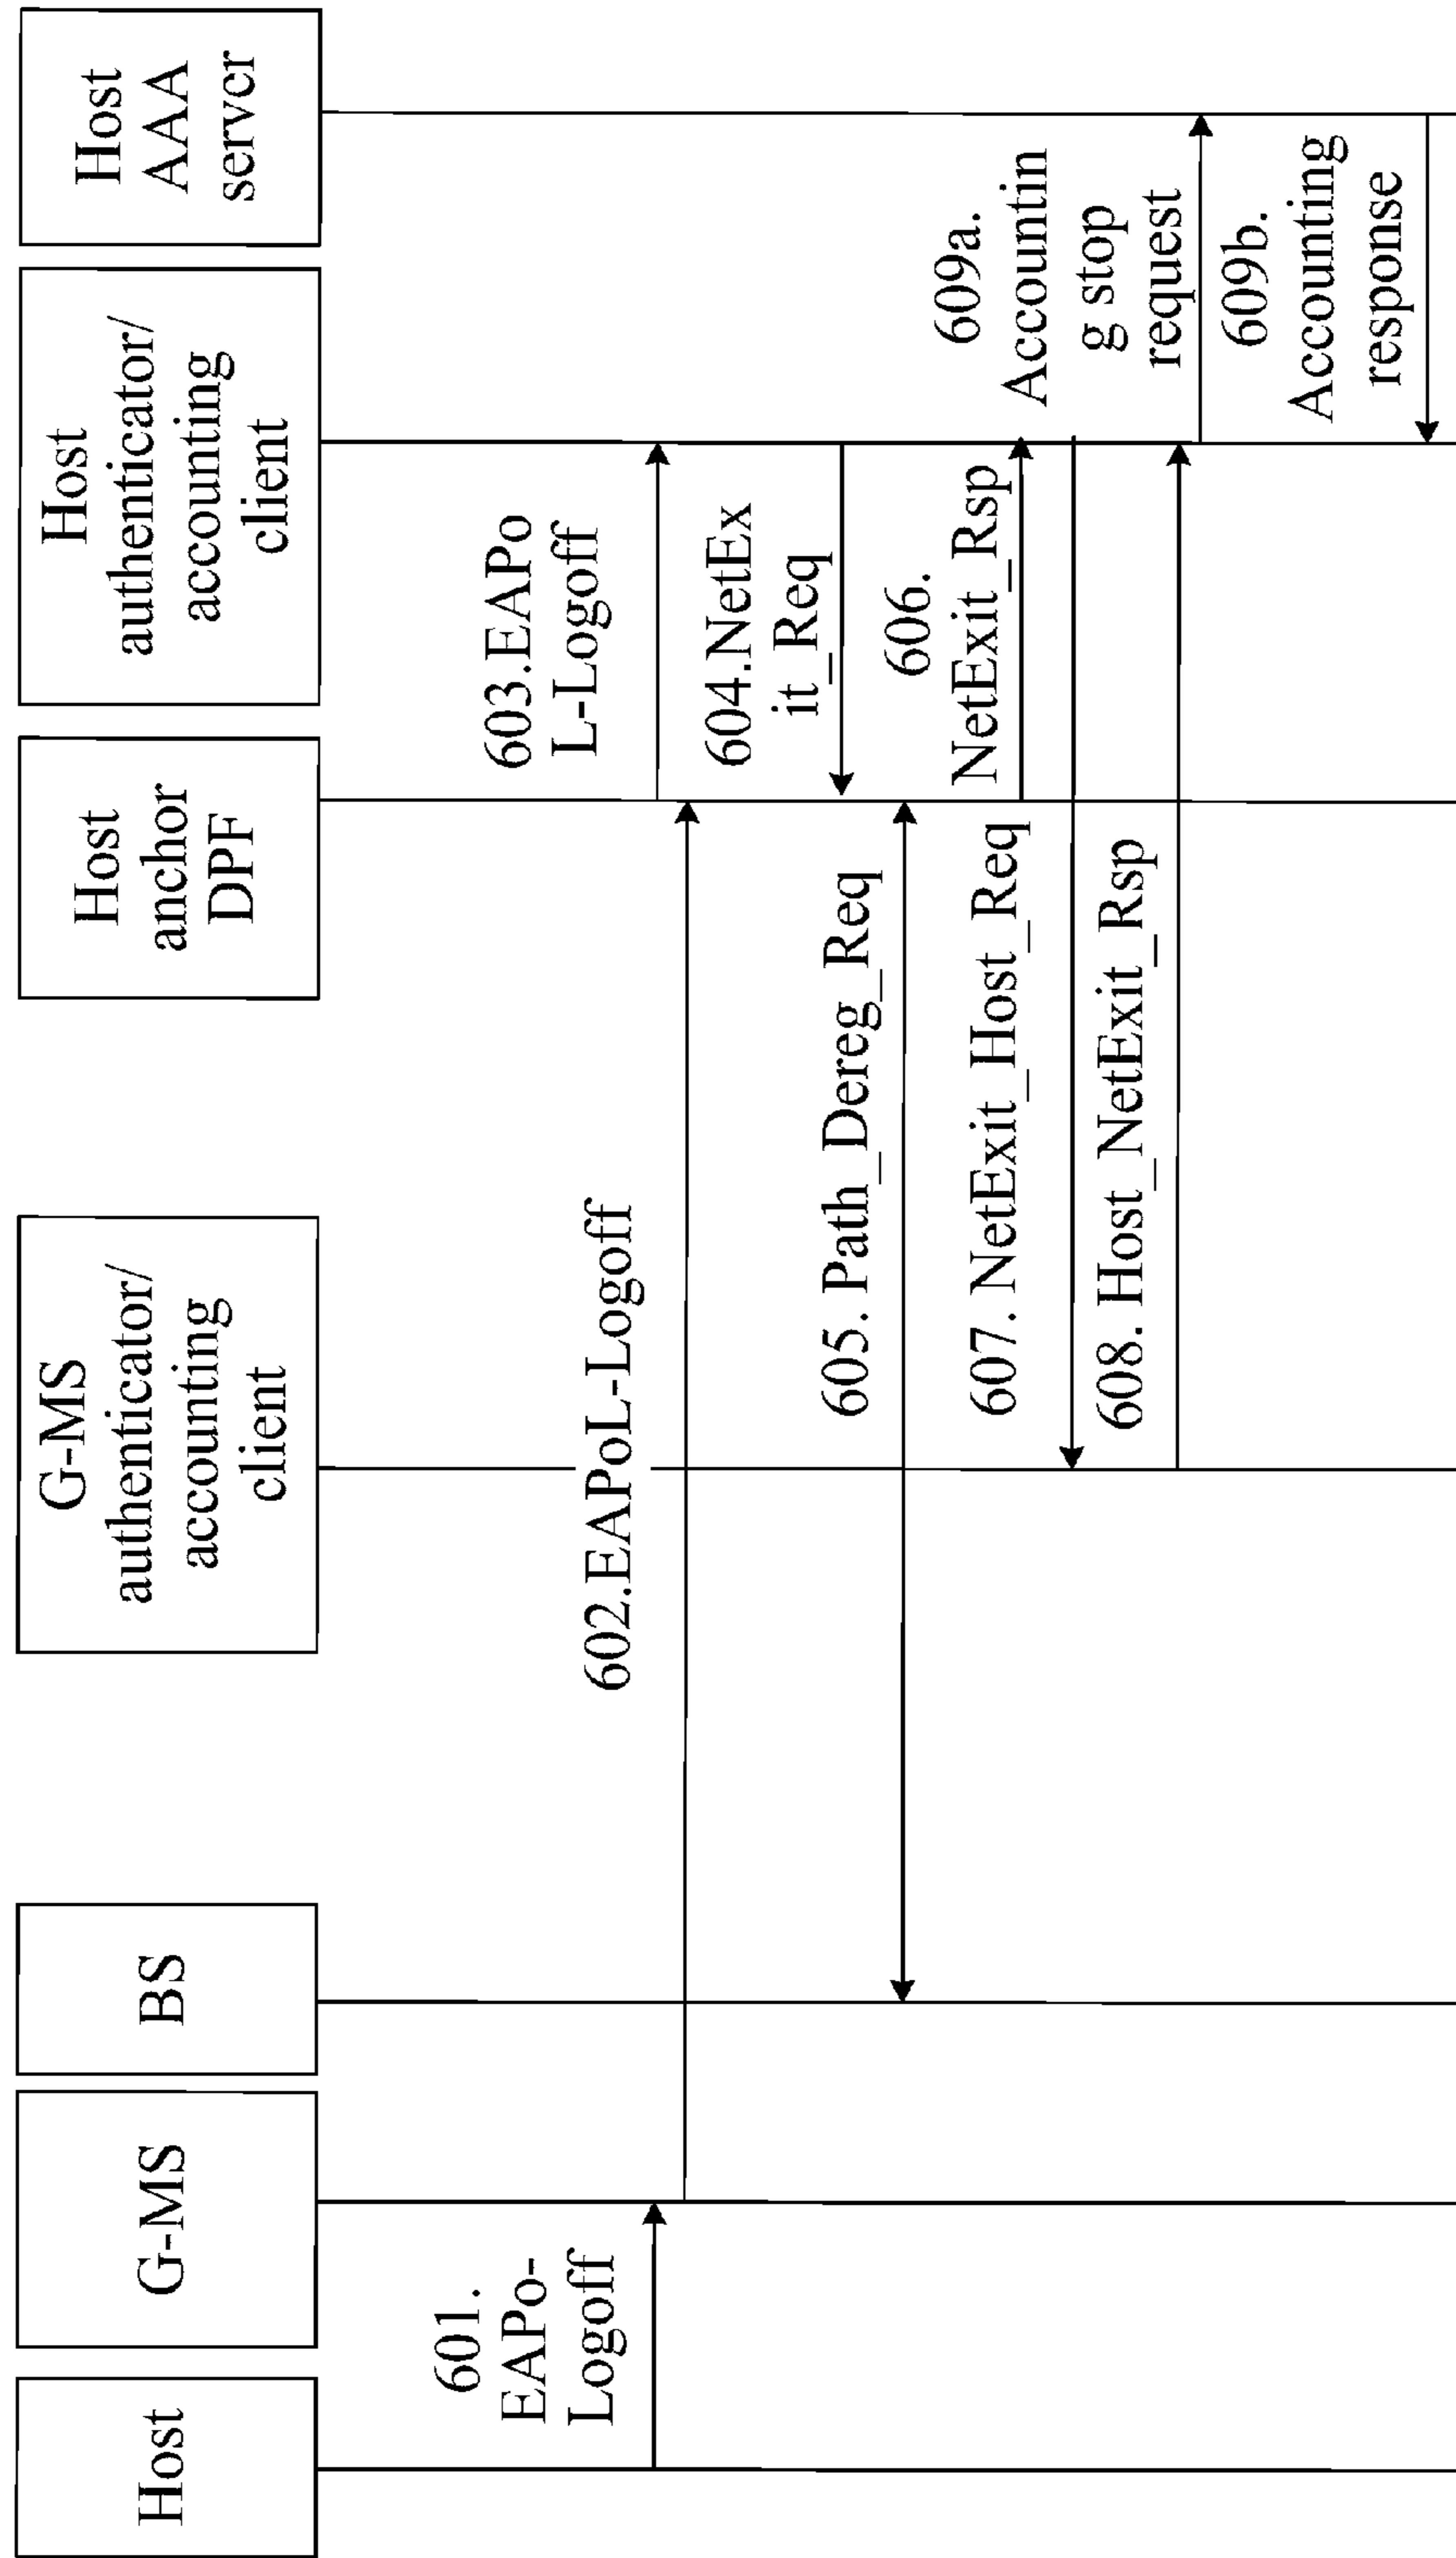 Host
G-MS
BS
G-MS
authenticator/
accounting
client
Host
anchor
DPF
Host
authenticator/
accounting
client
Host
AAA
server
601.
EAPo-
Logoff
602.EAPoL-Logoff
603.EAPo
L-Logoff
604.NetEx
it_Req
605. Path_Dereg_Req
606.
NetExit_Rsp
607. NetExit_Host_Req
608. Host_NetExit_Rsp
609a.
Accountin
g stop
request
609b.
Accounting
response